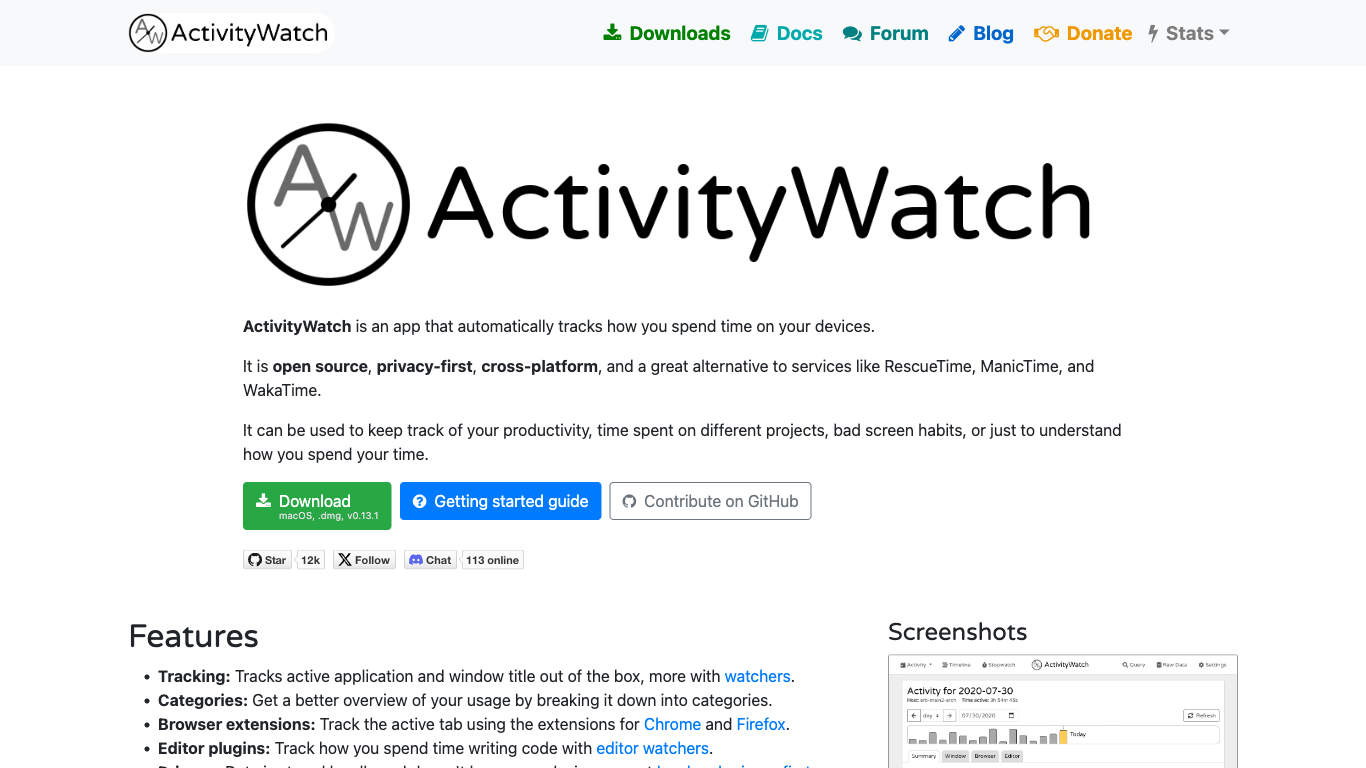 ActivityWatch
Downloads Docs Forum Blog Donate Stats
AW ActivityWatch
ActivityWatch is an app that automatically tracks how you spend time on your devices.
It is open source, privacy-first, cross-platform, and a great alternative to services like RescueTime, ManicTime, and
WakaTime.
It can be used to keep track of your productivity, time spent on different projects, bad screen habits, or just to understand
how you spend your time.
Download
macOS, .dmg, v0.13.1
Getting started guide
Contribute on GitHub
Star 12k Follow Chat 113 online
Features
• Tracking: Tracks active application and window title out of the box, more with watchers.
• Categories: Get a better overview of your usage by breaking it down into categories.
• Browser extensions: Track the active tab using the extensions for Chrome and Firefox.
• Editor plugins: Track how you spend time writing code with editor watchers.
Screenshots
Activity Timeline Stopwatch ActivityWatch Query Raw Data Settings
Activity for 2020-07-30
Host: erb-main2-arch Time active: 3h 54m 45s
day 07/30/2020 Refresh
Today
Summary Window Browser Editor